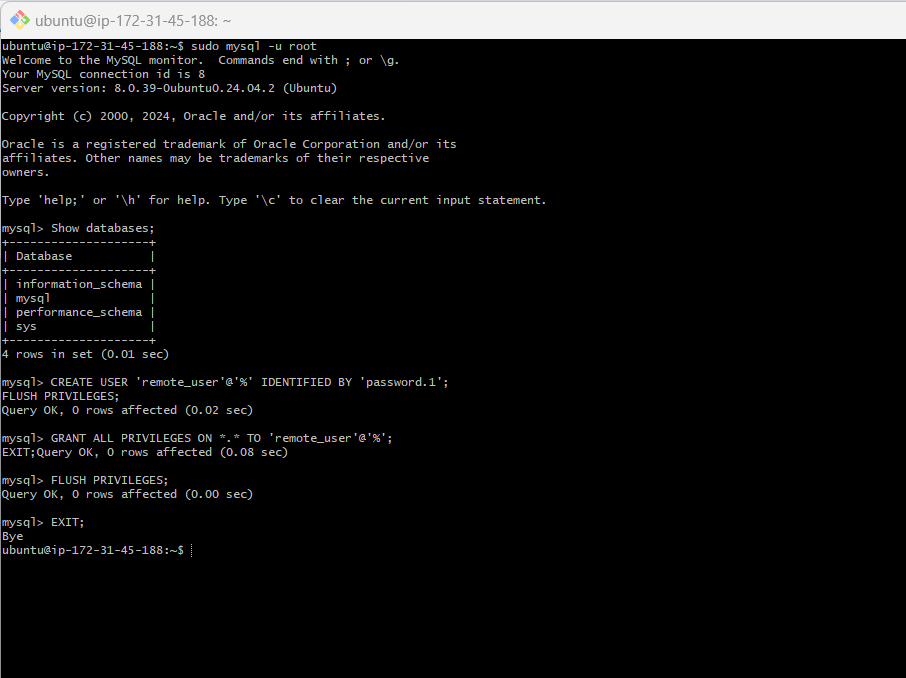 ubuntu@ip-172-31-45-188: ~
ubuntu@ip-172-31-45-188:~$ sudo mysql -u root
Welcome to the MySQL monitor.  Commands end with ; or \g.
Your MySQL connection id is 8
Server version: 8.0.39-0ubuntu0.24.04.2 (Ubuntu)

Copyright (c) 2000, 2024, Oracle and/or its affiliates.

Oracle is a registered trademark of Oracle Corporation and/or its
affiliates. Other names may be trademarks of their respective
owners.

Type 'help;' or '\h' for help. Type '\c' to clear the current input statement.

mysql> Show databases;
+--------------------+
| Database           |
+--------------------+
| information_schema |
| mysql              |
| performance_schema |
| sys                |
+--------------------+
4 rows in set (0.01 sec)

mysql> CREATE USER 'remote_user'@'%' IDENTIFIED BY 'password.1';
FLUSH PRIVILEGES;
Query OK, 0 rows affected (0.02 sec)

mysql> GRANT ALL PRIVILEGES ON *.* TO 'remote_user'@'%';
EXIT;Query OK, 0 rows affected (0.08 sec)

mysql> FLUSH PRIVILEGES;
Query OK, 0 rows affected (0.00 sec)

mysql> EXIT;
Bye
ubuntu@ip-172-31-45-188:~$